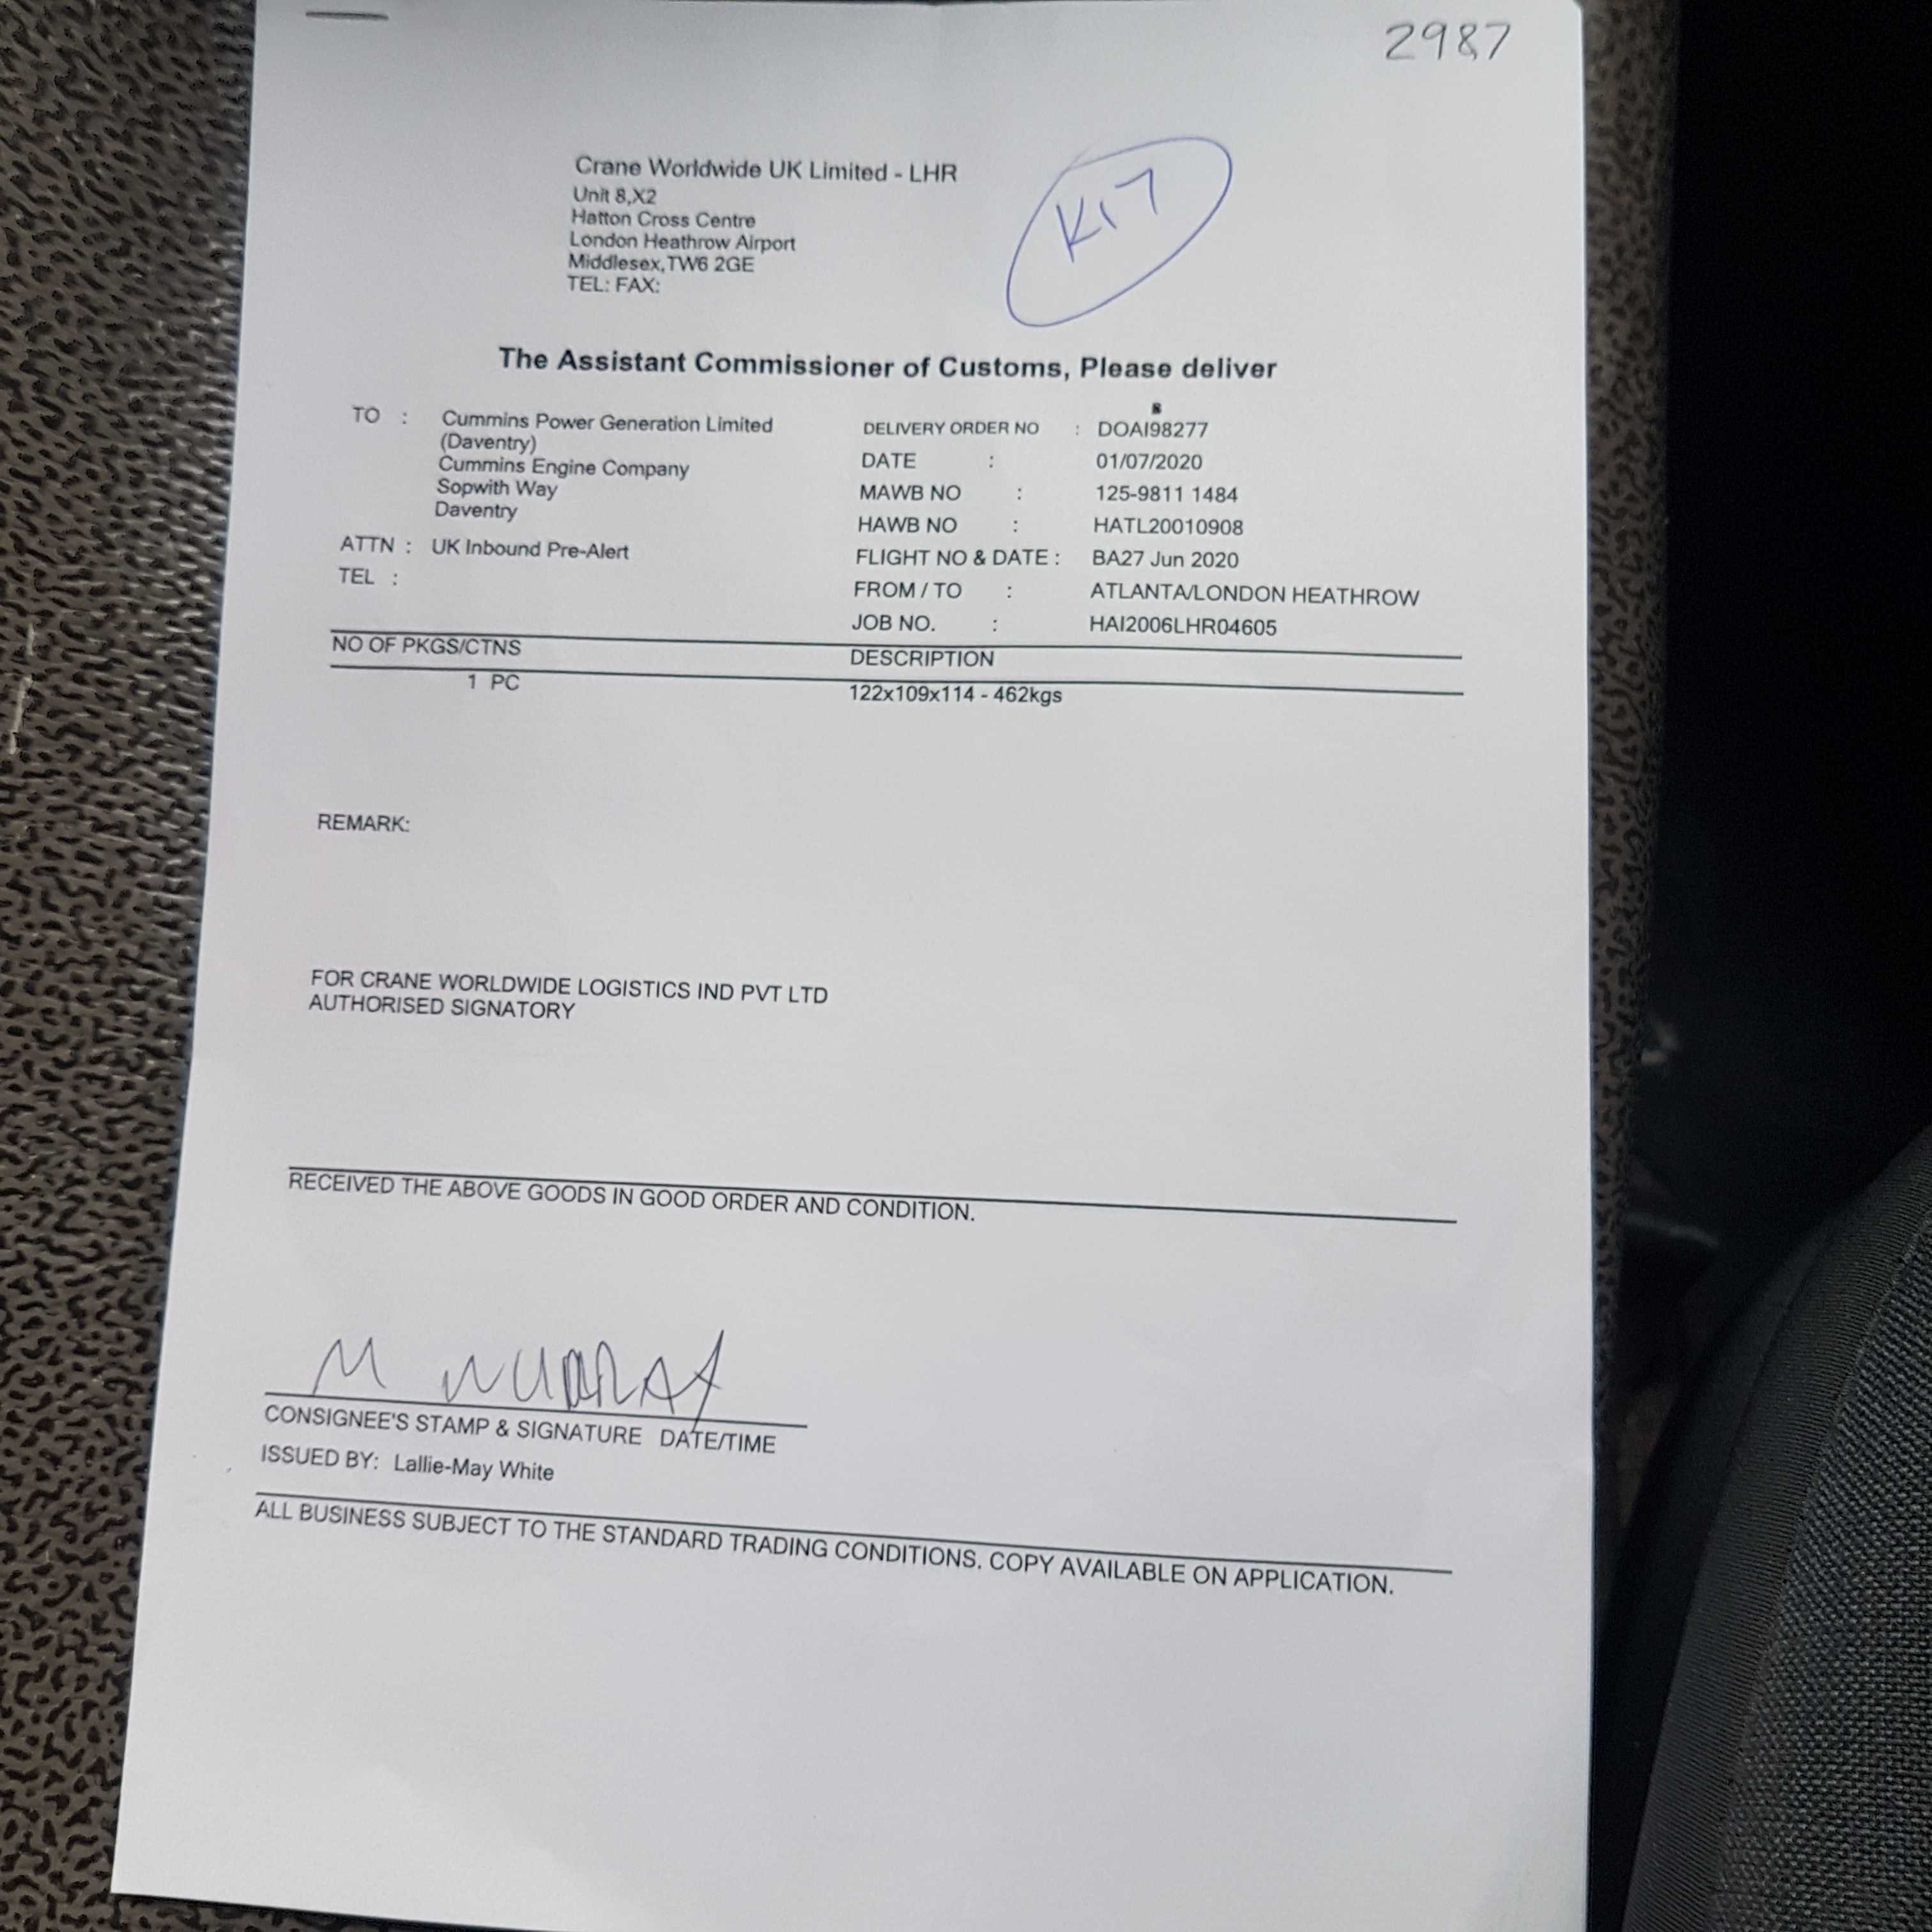 2987
Crane Worldwide UK Limited - LHR
Unit 8,X2
Hatton Cross Centre
London Heathrow Airport
Middlesex,TW6 2GE
TEL: FAX:
KIT
The Assistant Commissioner of Customs, Please deliver
TO : Cummins Power Generation Limited
(Daventry)
Cummins Engine Company
Sopwith Way
Daventry
ATTN : UK Inbound Pre-Alert
TEL :
DELIVERY ORDER NO : DOAI98277
DATE : 01/07/2020
MAWB NO : 125-9811 1484
HAWB NO : HATL20010908
FLIGHT NO & DATE : BA27 Jun 2020
FROM / TO : ATLANTA/LONDON HEATHROW
JOB NO. : HAI2006LHR04605
NO OF PKGS/CTNS DESCRIPTION
1 PC 122x109x114 - 462kgs
REMARK:
FOR CRANE WORLDWIDE LOGISTICS IND PVT LTD
AUTHORISED SIGNATORY
RECEIVED THE ABOVE GOODS IN GOOD ORDER AND CONDITION.
M
CONSIGNEE'S STAMP & SIGNATURE DATE/TIME
ISSUED BY: Lallie-May White
ALL BUSINESS SUBJECT TO THE STANDARD TRADING CONDITIONS. COPY AVAILABLE ON APPLICATION.